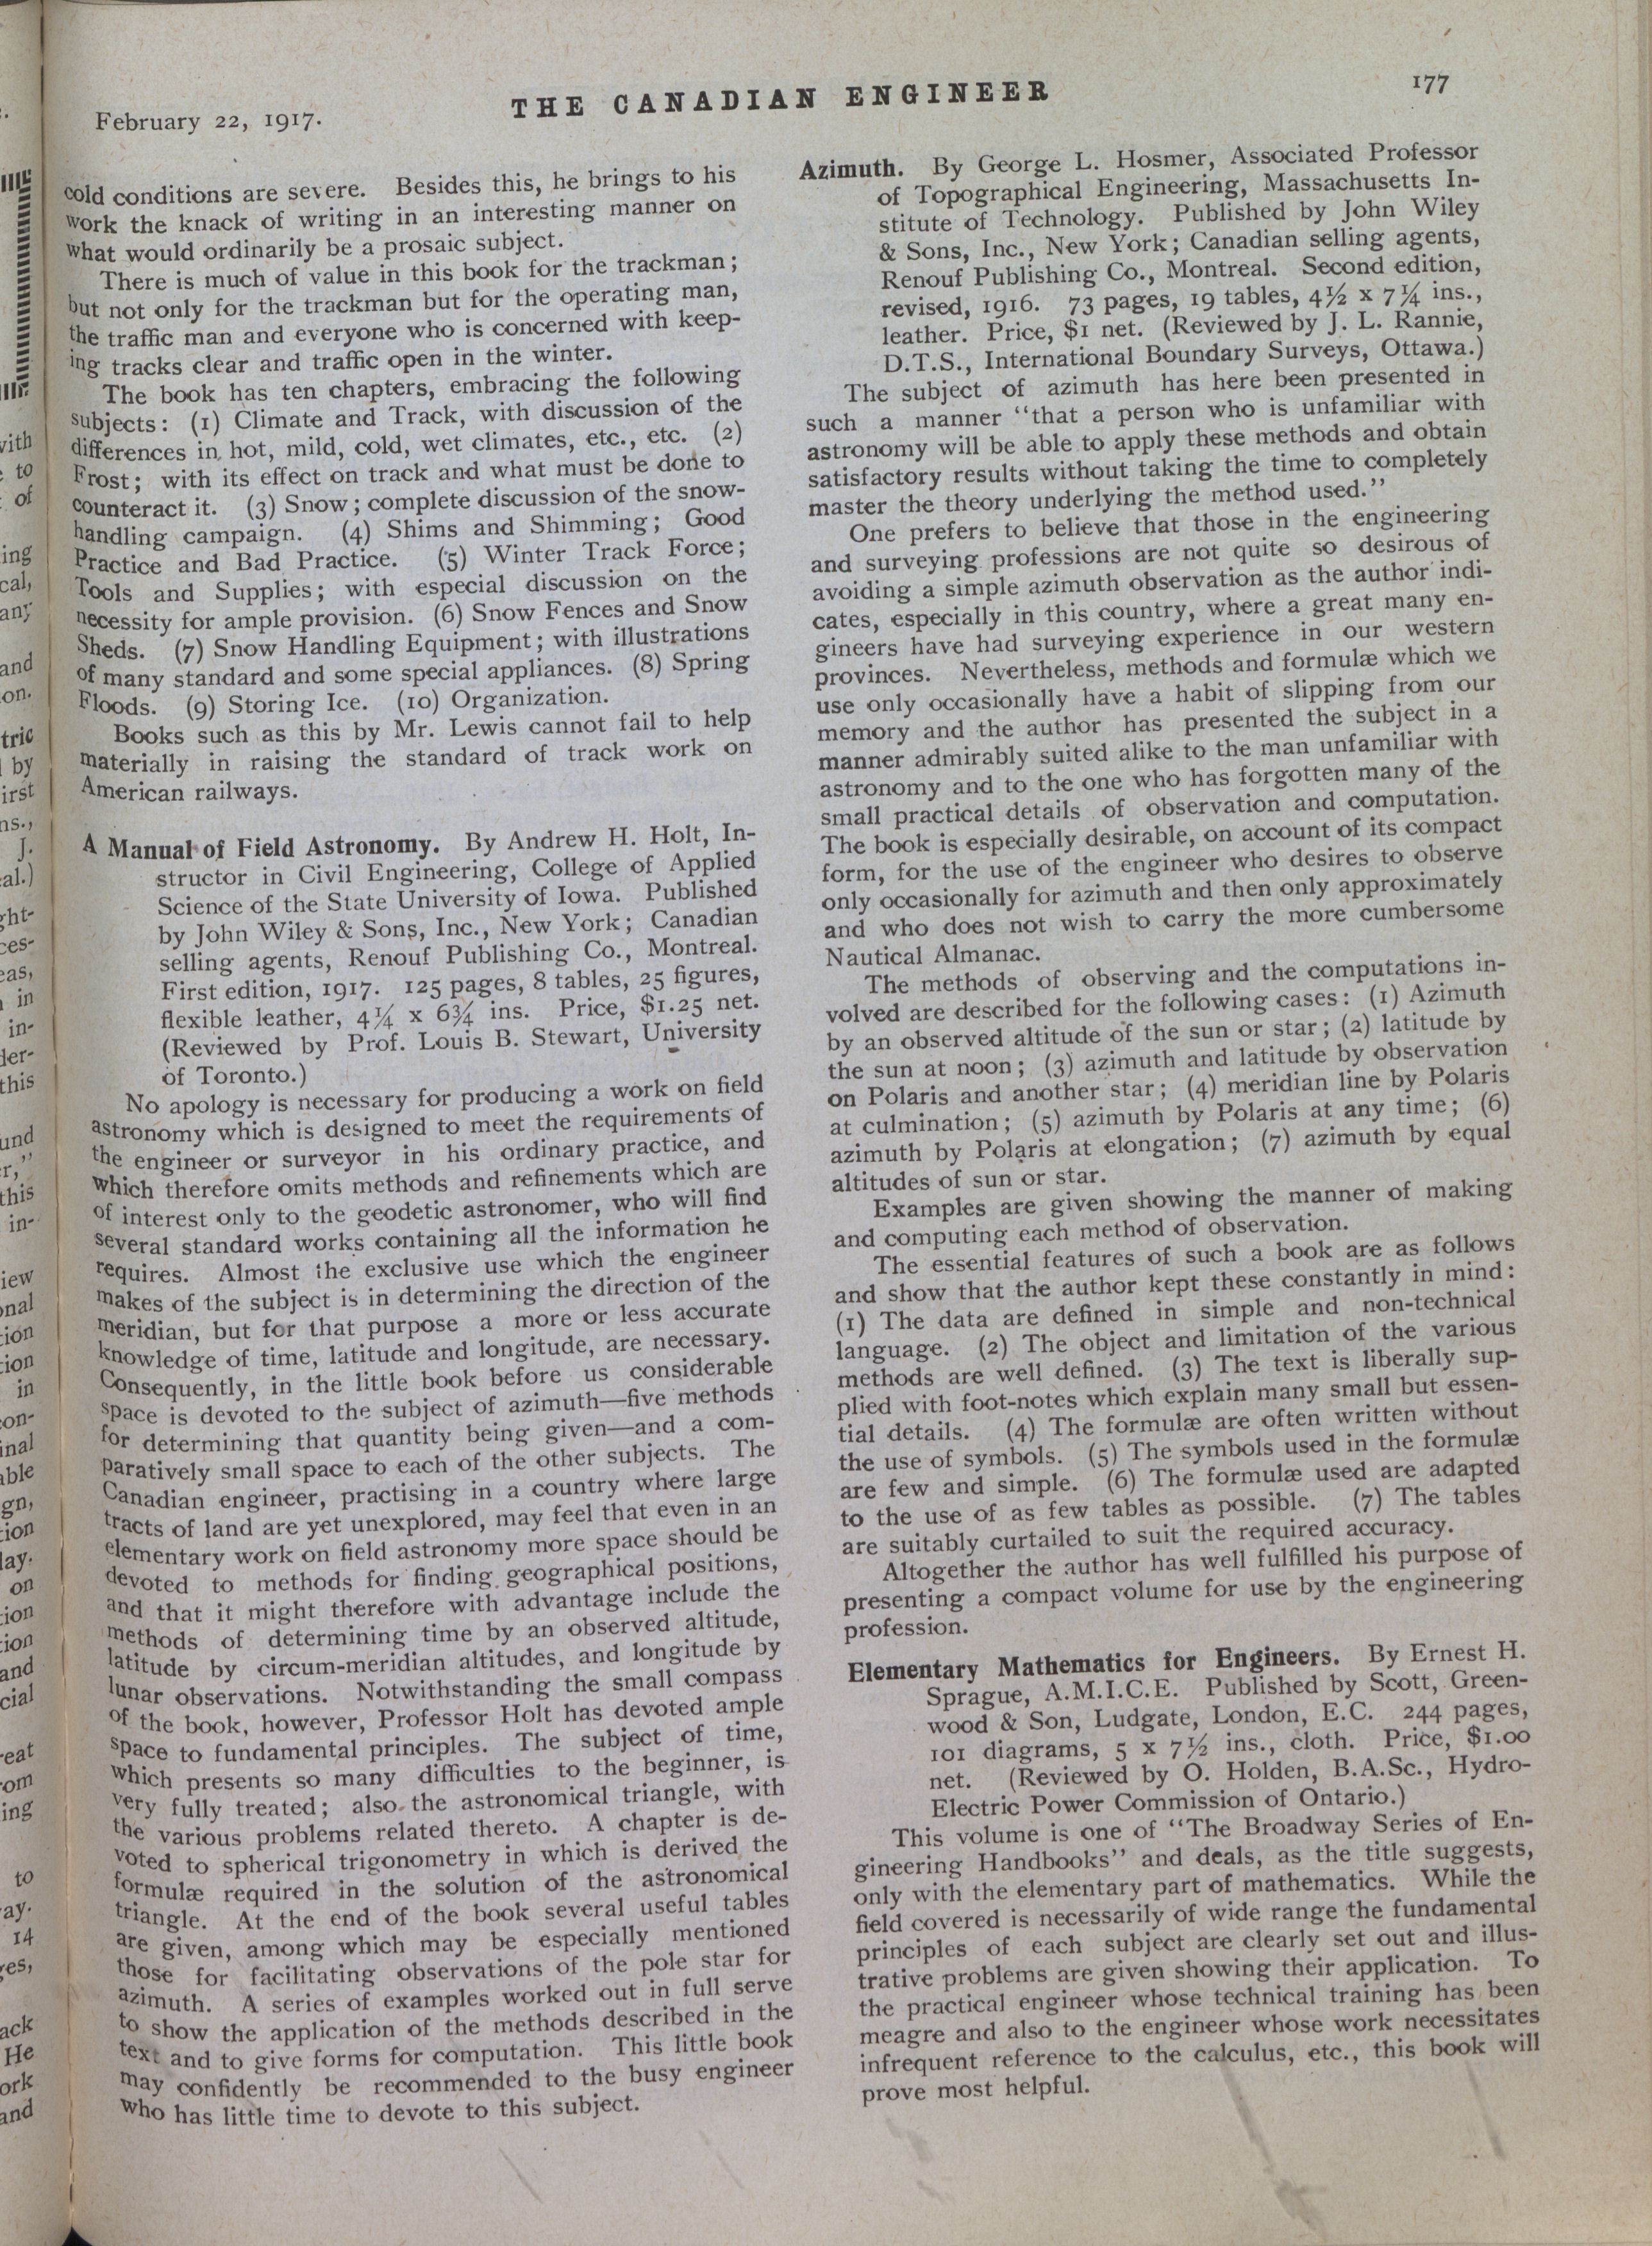 February 22, 1917.
THE CANADIAN ENGINEER
177
cold conditions are severe. Besides this, he brings to his
work the knack of writing in an interesting manner on
what would ordinarily be a prosaic subject.
There is much of value in this book for the trackman;
but not only for the trackman but for the operating man,
the traffic man and everyone who is concerned with keep-
ing tracks clear and traffic open in the winter.
The book has ten chapters, embracing the following
subjects: (1) Climate and Track, with discussion of the
differences in hot, mild, cold, wet climates, etc., etc. (2)
Frost; with its effect on track and what must be done to
counteract it. (3) Snow; complete discussion of the snow-
handling campaign. (4) Shims and Shimming; Good
Practice and Bad Practice. (5) Winter Track Force;
Tools and Supplies; with especial discussion on the
necessity for ample provision. (6) Snow Fences and Snow
Sheds. (7) Snow Handling Equipment; with illustrations
of many standard and some special appliances. (8) Spring
Floods. (9) Storing Ice. (10) Organization.
Books such as this by Mr. Lewis cannot fail to help
materially in raising the standard of track work on
American railways.
A Manual of Field Astronomy. By Andrew H. Holt, In-
structor in Civil Engineering, College of Applied
Science of the State University of Iowa. Published
by John Wiley & Sons, Inc., New York; Canadian
selling agents, Renouf Publishing Co., Montreal.
First edition, 1917. 125 pages, 8 tables, 25 figures,
flexible leather, 4¼ x 6¾ ins. Price, $1.25 net.
(Reviewed by Prof. Louis B. Stewart, University
of Toronto.)
No apology is necessary for producing a work on field
astronomy which is designed to meet the requirements of
the engineer or surveyor in his ordinary practice, and
which therefore omits methods and refinements which are
of interest only to the geodetic astronomer, who will find
several standard works containing all the information he
requires. Almost the exclusive use which the engineer
makes of the subject is in determining the direction of the
meridian, but for that purpose a more or less accurate
knowledge of time, latitude and longitude, are necessary.
Consequently, in the little book before us considerable
space is devoted to the subject of azimuth—five methods
for determining that quantity being given—and a com-
paratively small space to each of the other subjects. The
Canadian engineer, practising in a country where large
tracts of land are yet unexplored, may feel that even in an
elementary work on field astronomy more space should be
devoted to methods for finding geographical positions,
and that it might therefore with advantage include the
methods of determining time by an observed altitude,
latitude by circum-meridian altitudes, and longitude by
lunar observations. Notwithstanding the small compass
of the book, however, Professor Holt has devoted ample
space to fundamental principles. The subject of time,
which presents so many difficulties to the beginner, is
very fully treated; also the astronomical triangle, with
the various problems related thereto. A chapter is de-
voted to spherical trigonometry in which is derived the
formulæ required in the solution of the astronomical
triangle. At the end of the book several useful tables
are given, among which may be especially mentioned
those for facilitating observations of the pole star for
azimuth. A series of examples worked out in full serve
to show the application of the methods described in the
text and to give forms for computation. This little book
may confidently be recommended to the busy engineer
who has little time to devote to this subject.
Azimuth. By George L. Hosmer, Associated Professor
of Topographical Engineering, Massachusetts In-
stitute of Technology. Published by John Wiley
& Sons, Inc., New York; Canadian selling agents,
Renouf Publishing Co., Montreal. Second edition,
revised, 1916. 73 pages, 19 tables, 4½ x 7¼ ins.,
leather. Price, $1 net. (Reviewed by J. L. Rannie,
D.T.S., International Boundary Surveys, Ottawa.)
The subject of azimuth has here been presented in
such a manner "that a person who is unfamiliar with
astronomy will be able to apply these methods and obtain
satisfactory results without taking the time to completely
master the theory underlying the method used."
One prefers to believe that those in the engineering
and surveying professions are not quite so desirous of
avoiding a simple azimuth observation as the author indi-
cates, especially in this country, where a great many en-
gineers have had surveying experience in our western
provinces. Nevertheless, methods and formulæ which we
use only occasionally have a habit of slipping from our
memory and the author has presented the subject in a
manner admirably suited alike to the man unfamiliar with
astronomy and to the one who has forgotten many of the
small practical details of observation and computation.
The book is especially desirable, on account of its compact
form, for the use of the engineer who desires to observe
only occasionally for azimuth and then only approximately
and who does not wish to carry the more cumbersome
Nautical Almanac.
The methods of observing and the computations in-
volved are described for the following cases: (1) Azimuth
by an observed altitude of the sun or star; (2) latitude by
the sun at noon; (3) azimuth and latitude by observation
on Polaris and another star; (4) meridian line by Polaris
at culmination; (5) azimuth by Polaris at any time; (6)
azimuth by Polaris at elongation; (7) azimuth by equal
altitudes of sun or star.
Examples are given showing the manner of making
and computing each method of observation.
The essential features of such a book are as follows
and show that the author kept these constantly in mind:
(1) The data are defined in simple and non-technical
language. (2) The object and limitation of the various
methods are well defined. (3) The text is liberally sup-
plied with foot-notes which explain many small but essen-
tial details. (4) The formulæ are often written without
the use of symbols. (5) The symbols used in the formulæ
are few and simple. (6) The formulæ used are adapted
to the use of as few tables as possible. (7) The tables
are suitably curtailed to suit the required accuracy.
Altogether the author has well fulfilled his purpose of
presenting a compact volume for use by the engineering
profession.
Elementary Mathematics for Engineers. By Ernest H.
Sprague, A.M.I.C.E. Published by Scott, Green-
wood & Son, Ludgate, London, E.C. 244 pages,
101 diagrams, 5 x 7½ ins., cloth. Price, $1.00
net. (Reviewed by O. Holden, B.A.Sc., Hydro-
Electric Power Commission of Ontario.)
This volume is one of "The Broadway Series of En-
gineering Handbooks" and deals, as the title suggests,
only with the elementary part of mathematics. While the
field covered is necessarily of wide range the fundamental
principles of each subject are clearly set out and illus-
trative problems are given showing their application. To
the practical engineer whose technical training has been
meagre and also to the engineer whose work necessitates
infrequent reference to the calculus, etc., this book will
prove most helpful.